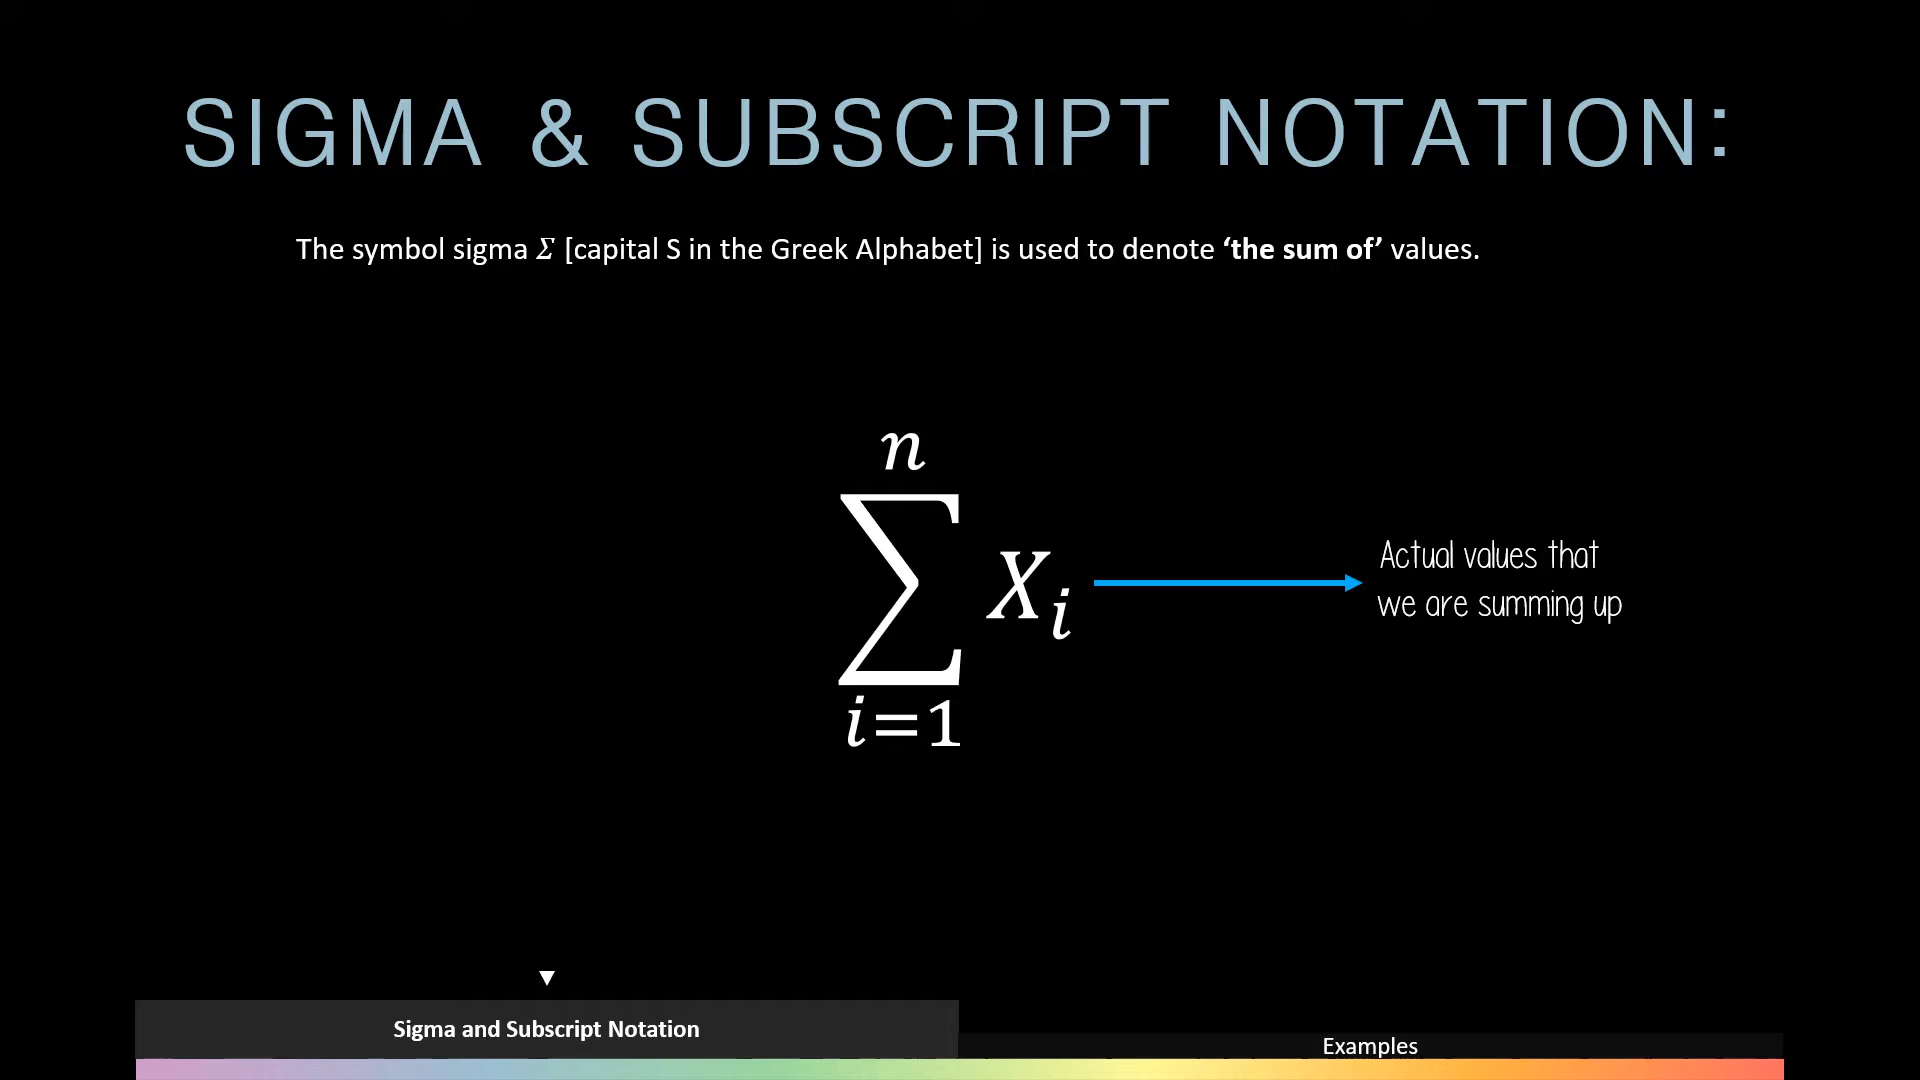 SIGMA & SUBSCRIPT NOTATION:
The symbol sigma Σ [capital S in the Greek Alphabet] is used to denote ‘the sum of’ values.
n
∑ Xᵢ
i=1
Actual values that
we are summing up
▼
Sigma and Subscript Notation
Examples